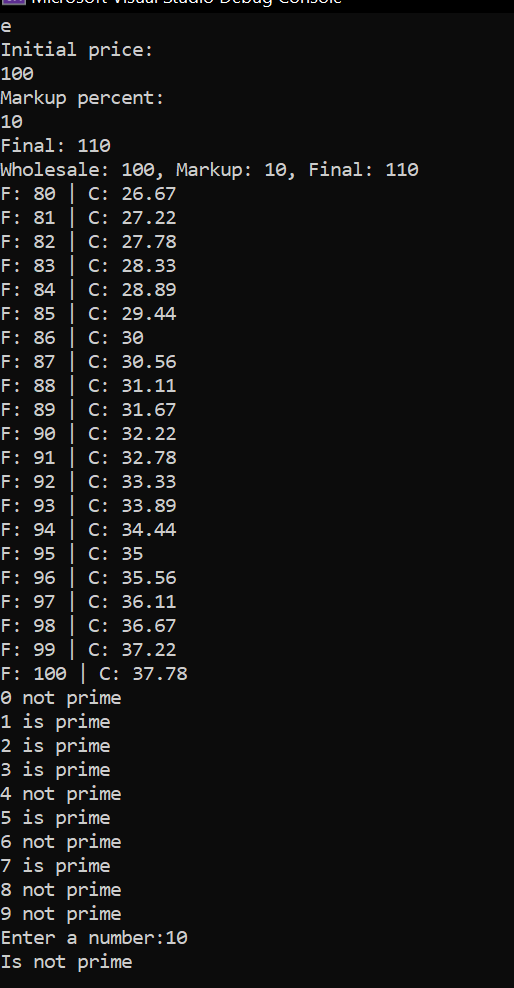 Microsoft Visual Studio Debug Console
e
Initial price:
100
Markup percent:
10
Final: 110
Wholesale: 100, Markup: 10, Final: 110
F: 80 | C: 26.67
F: 81 | C: 27.22
F: 82 | C: 27.78
F: 83 | C: 28.33
F: 84 | C: 28.89
F: 85 | C: 29.44
F: 86 | C: 30
F: 87 | C: 30.56
F: 88 | C: 31.11
F: 89 | C: 31.67
F: 90 | C: 32.22
F: 91 | C: 32.78
F: 92 | C: 33.33
F: 93 | C: 33.89
F: 94 | C: 34.44
F: 95 | C: 35
F: 96 | C: 35.56
F: 97 | C: 36.11
F: 98 | C: 36.67
F: 99 | C: 37.22
F: 100 | C: 37.78
0 not prime
1 is prime
2 is prime
3 is prime
4 not prime
5 is prime
6 not prime
7 is prime
8 not prime
9 not prime
Enter a number:10
Is not prime